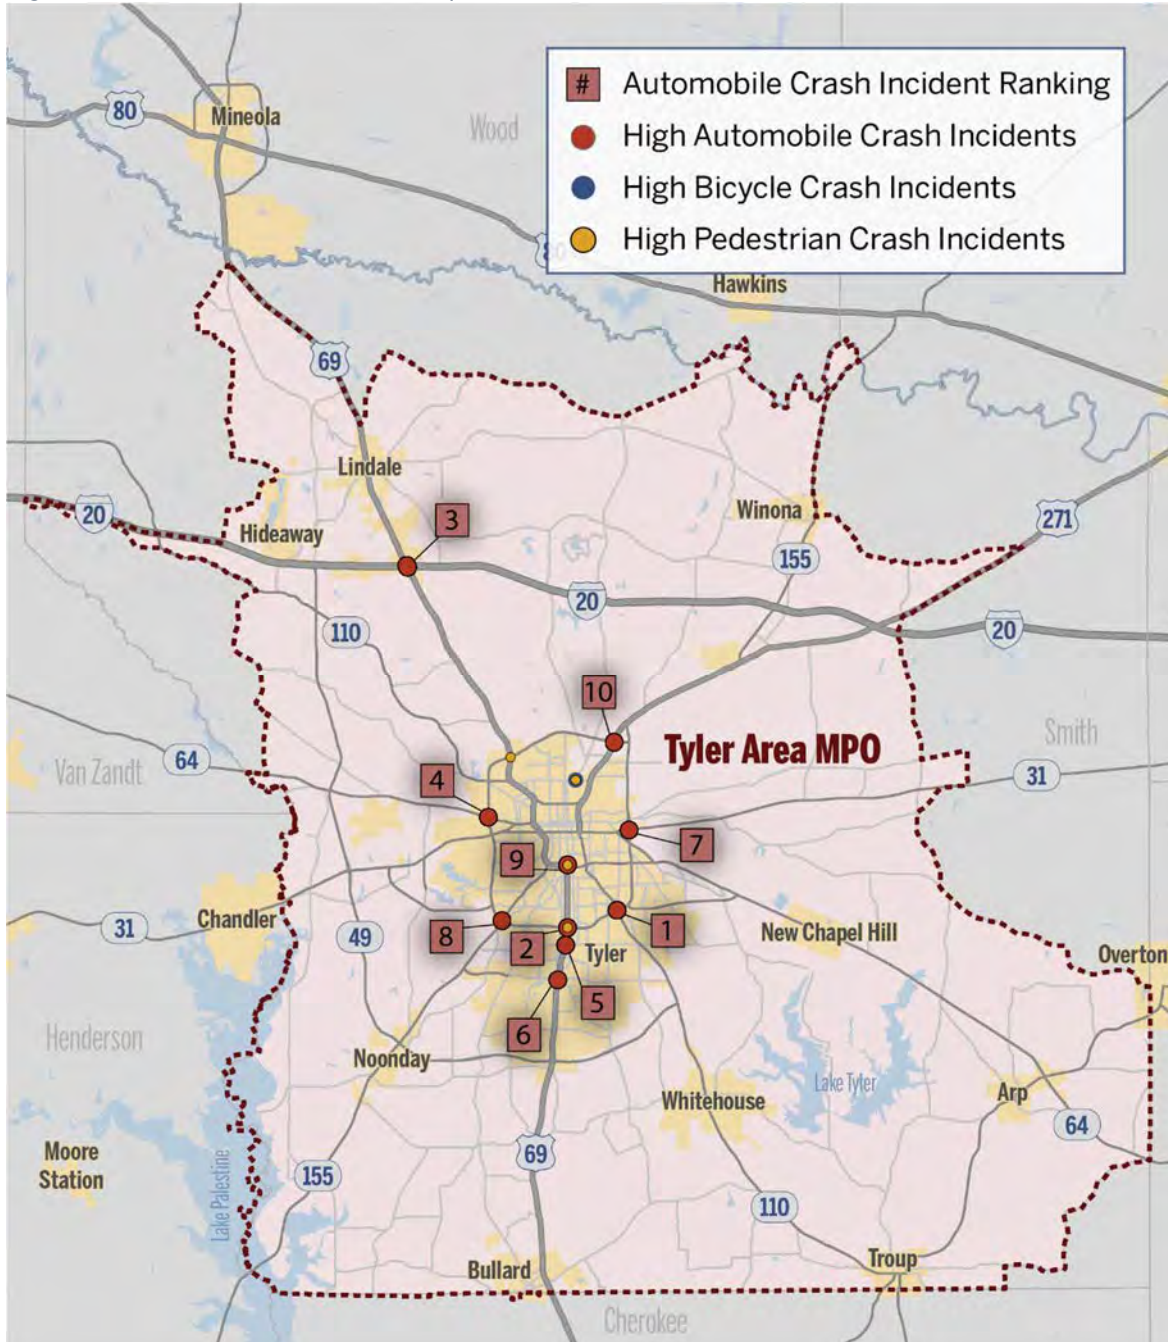 # Automobile Crash Incident Ranking
High Automobile Crash Incidents
High Bicycle Crash Incidents
High Pedestrian Crash Incidents
80
Mineola
Wood
80
Hawkins
69
Lindale
3
Winona
20
Hideaway
271
155
20
20
110
10
Tyler Area MPO
Smith
64
Van Zandt
31
4
7
9
Chandler
31
49
8
2
Tyler
1
New Chapel Hill
Overton
5
6
Henderson
Noonday
Lake Tyler
Whitehouse
Arp
64
Moore
Station
69
155
Lake Palestine
110
Troup
Bullard
Cherokee